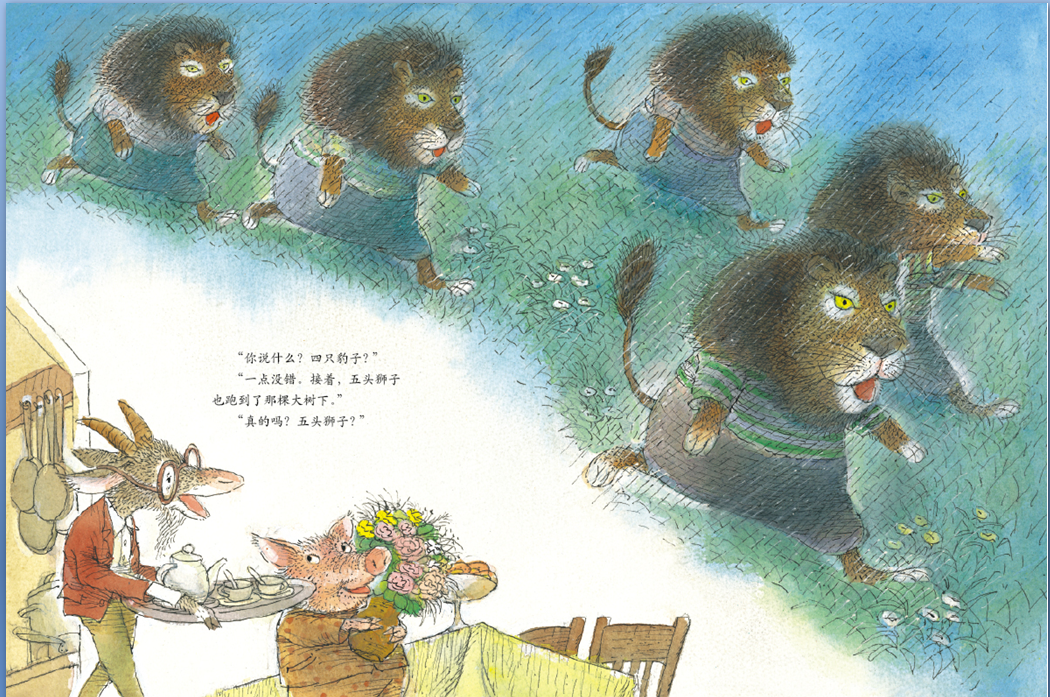 “你说什么？四只豹子？”
“一点没错。接着，五头狮子
也跑到了那棵大树下。”
“真的吗？五头狮子？”